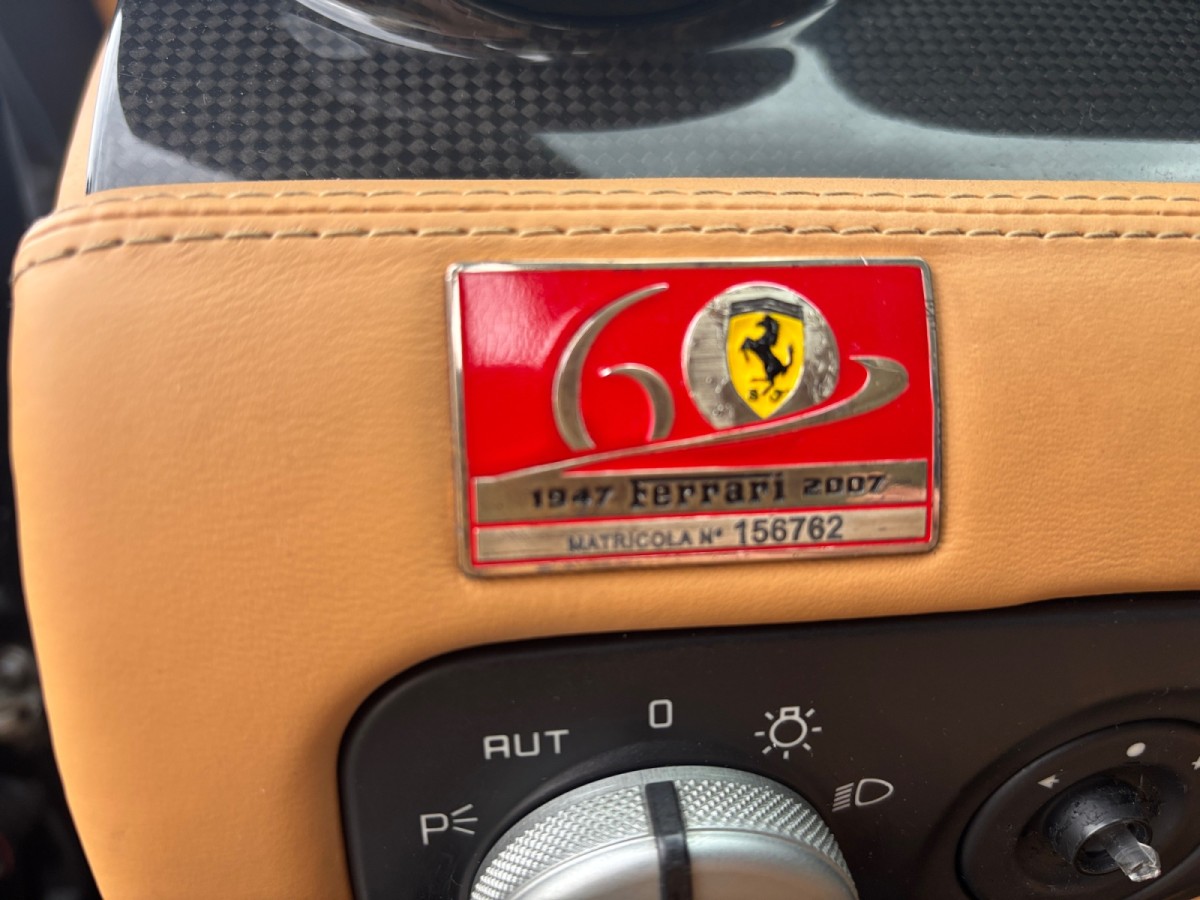 60
S F
1947 Ferrari 2007
MATRICOLA N° 156762
AUT
0
P